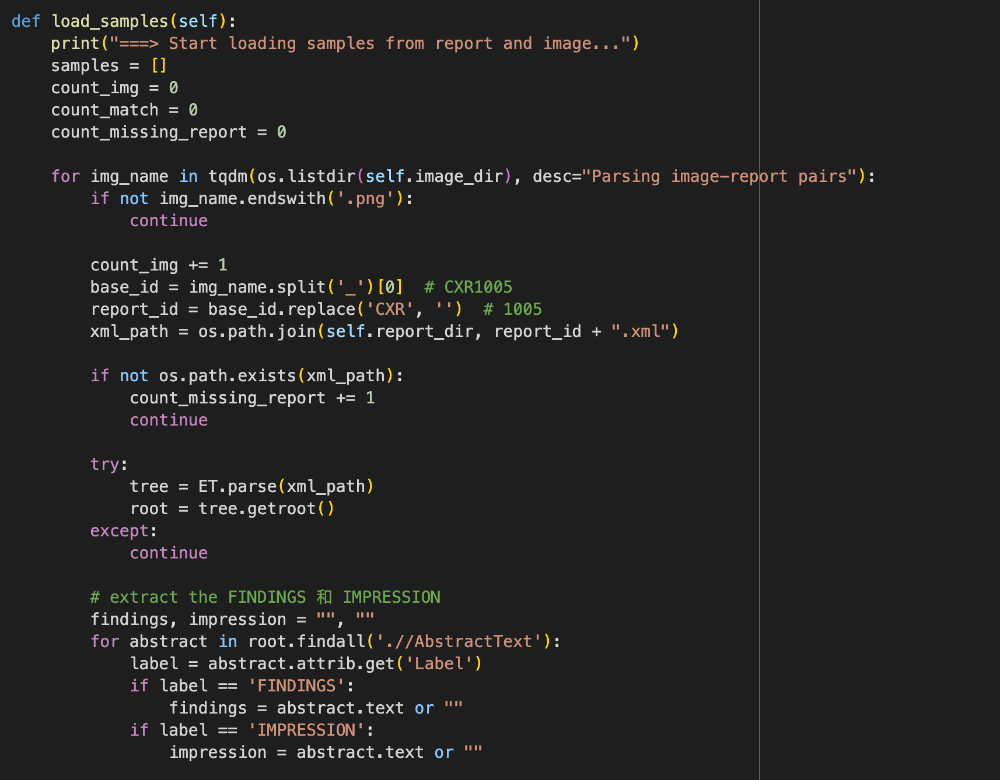 def load_samples(self):
    print("===> Start loading samples from report and image...")
    samples = []
    count_img = 0
    count_match = 0
    count_missing_report = 0

    for img_name in tqdm(os.listdir(self.image_dir), desc="Parsing image-report pairs"):
        if not img_name.endswith('.png'):
            continue

        count_img += 1
        base_id = img_name.split('_')[0]  # CXR1005
        report_id = base_id.replace('CXR', '')  # 1005
        xml_path = os.path.join(self.report_dir, report_id + ".xml")

        if not os.path.exists(xml_path):
            count_missing_report += 1
            continue

        try:
            tree = ET.parse(xml_path)
            root = tree.getroot()
        except:
            continue

        # extract the FINDINGS 和 IMPRESSION
        findings, impression = "", ""
        for abstract in root.findall('.//AbstractText'):
            label = abstract.attrib.get('Label')
            if label == 'FINDINGS':
                findings = abstract.text or ""
            if label == 'IMPRESSION':
                impression = abstract.text or ""